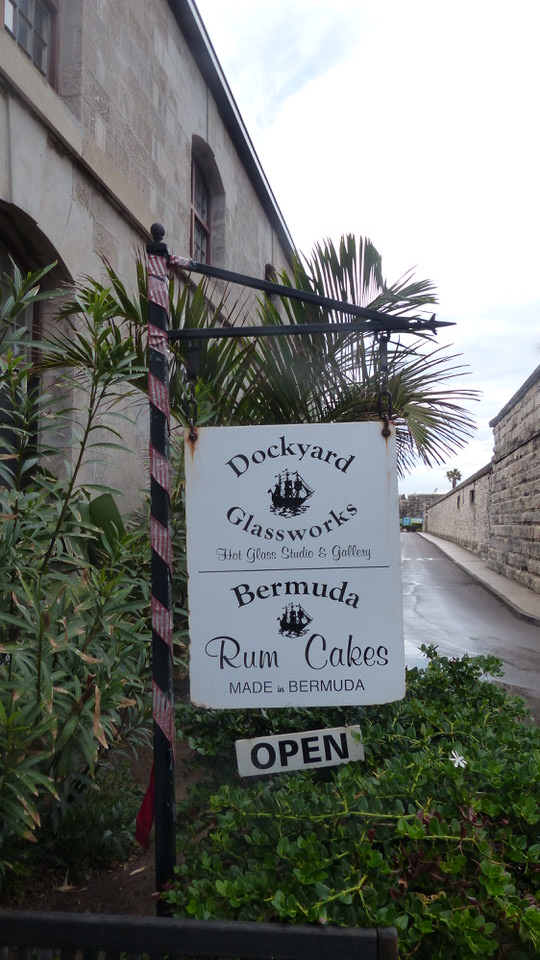 Dockyard
Glassworks
Hot Glass Studio & Gallery
Bermuda
Rum Cakes
MADE in BERMUDA
OPEN